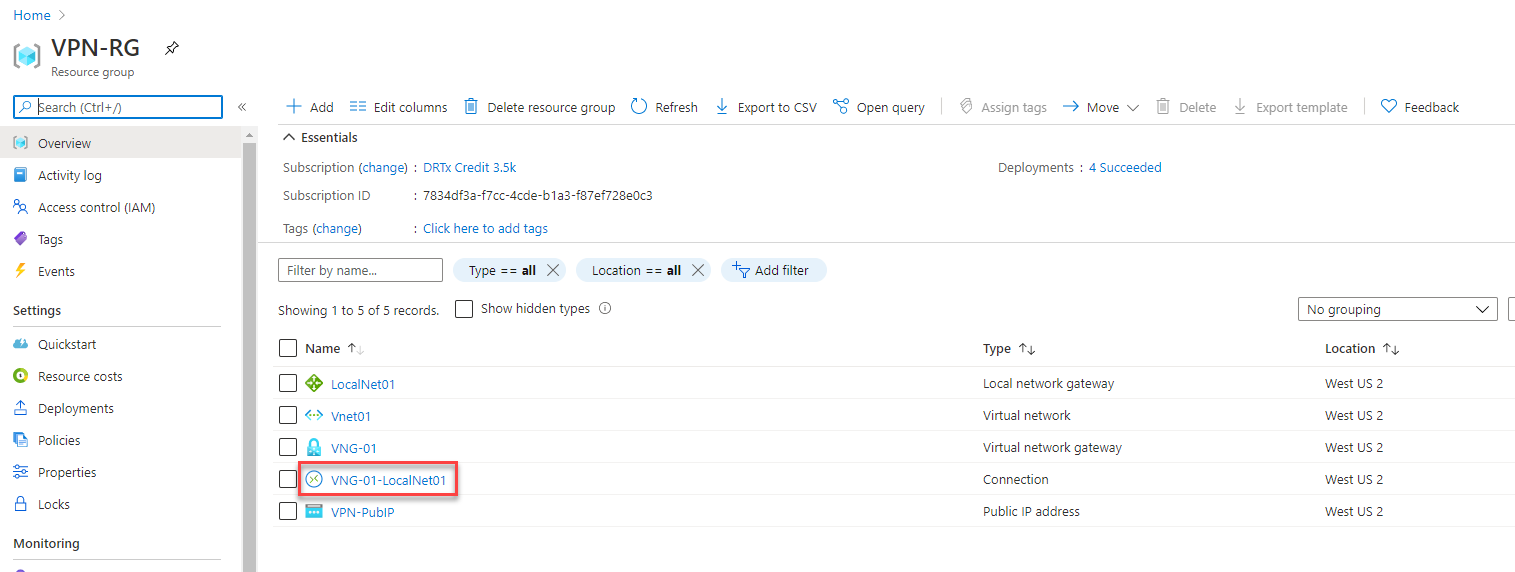 Home >
VPN-RG
Resource group
Search (Ctrl+/)
«
Add Edit columns Delete resource group Refresh Export to CSV Open query Assign tags Move Delete Export template Feedback
Overview
Activity log
Access control (IAM)
Tags
Events
Settings
Quickstart
Resource costs
Deployments
Policies
Properties
Locks
Monitoring
Essentials
Subscription (change) : DRTx Credit 3.5k Deployments : 4 Succeeded
Subscription ID : 7834df3a-f7cc-4cde-b1a3-f87ef728e0c3
Tags (change) : Click here to add tags
Filter by name... Type == all Location == all Add filter
Showing 1 to 5 of 5 records. Show hidden types No grouping
Name Type Location
LocalNet01 Local network gateway West US 2
Vnet01 Virtual network West US 2
VNG-01 Virtual network gateway West US 2
VNG-01-LocalNet01 Connection West US 2
VPN-PubIP Public IP address West US 2